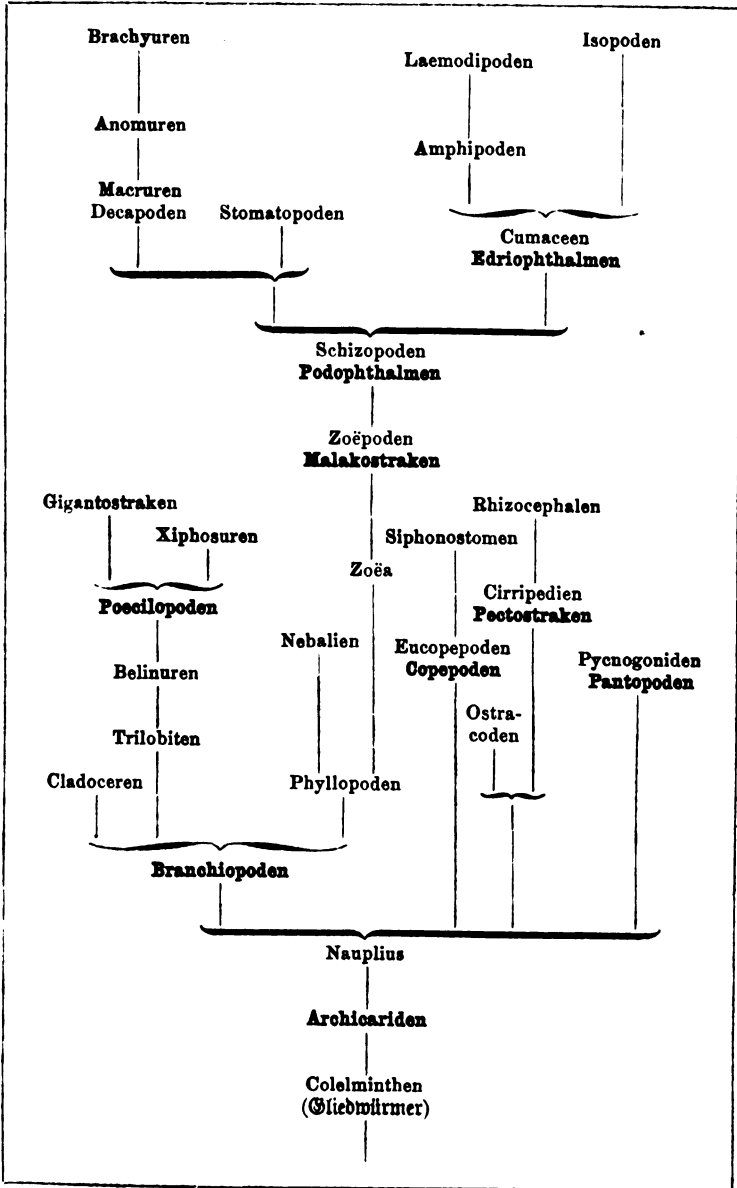 Brachyuren
Isopoden
Laemodipoden
Anomuren
Amphipoden
Macruren
Decapoden
Stomatopoden
Cumaceen
Edriophthalmen
Schizopoden
Podophthalmen
Zoëpoden
Malakostraken
Gigantostraken
Xiphosuren
Rhizocephalen
Siphonostomen
Zoëa
Cirripedien
Pectostraken
Poecilopoden
Nebalien
Eucopepoden
Copepoden
Pycnogoniden
Pantopoden
Belinuren
Ostra-
coden
Trilobiten
Cladoceren
Phyllopoden
Branchiopoden
Nauplius
Archicariden
Colelminthen
(Gliedwürmer)